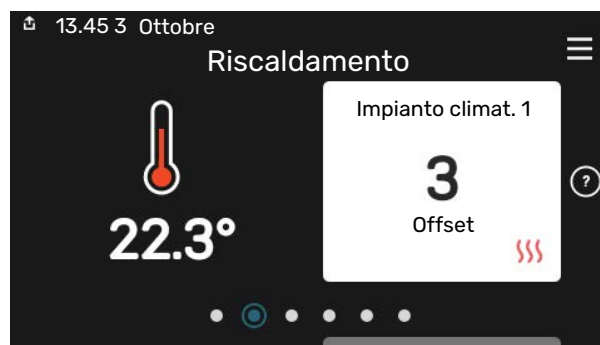 13.45 3 Ottobre
Riscaldamento
Impianto climat. 1
3
Offset
22.3°
?